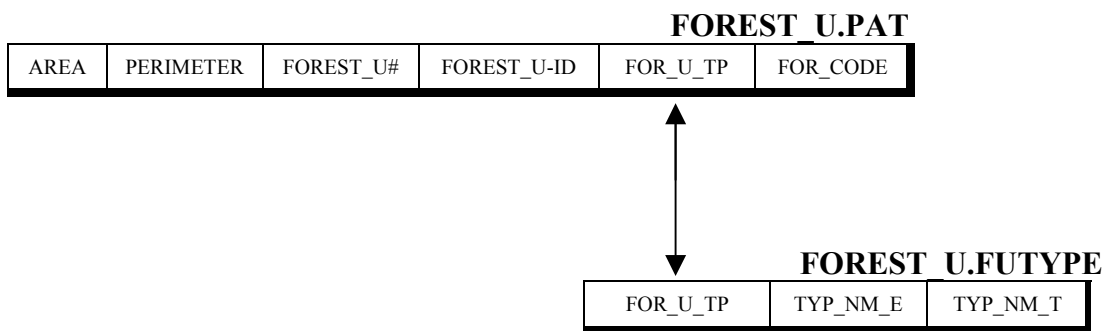 FOREST_U.PAT
AREA PERIMETER FOREST_U# FOREST_U-ID FOR_U_TP FOR_CODE
FOREST_U.FUTYPE
FOR_U_TP TYP_NM_E TYP_NM_T